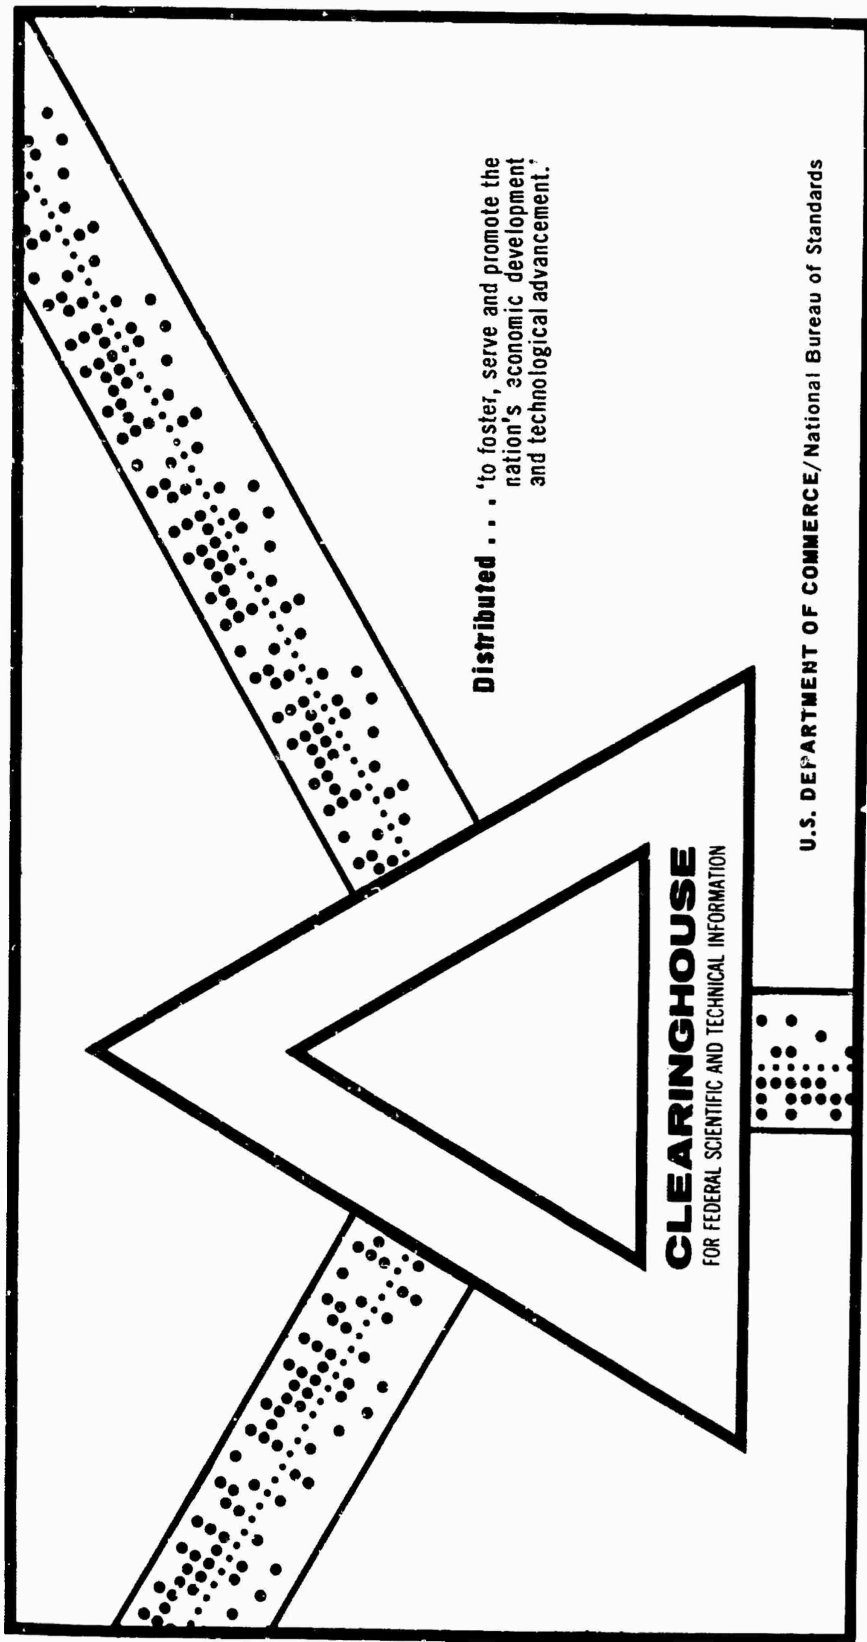 Distributed . . . 'to foster, serve and promote the
nation's economic development
and technological advancement.'
CLEARINGHOUSE
FOR FEDERAL SCIENTIFIC AND TECHNICAL INFORMATION
U.S. DEPARTMENT OF COMMERCE/National Bureau of Standards